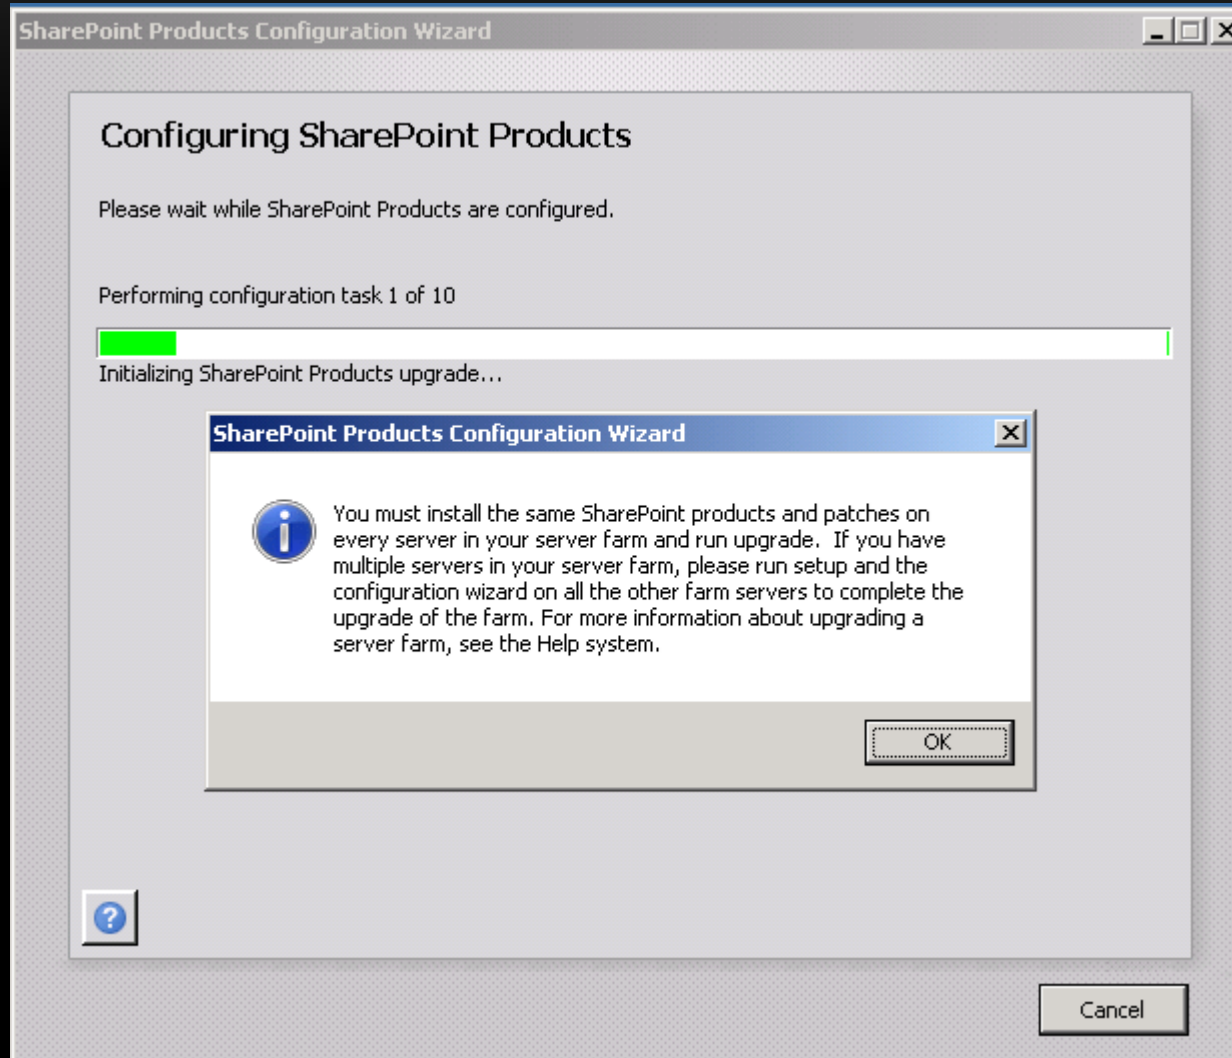 SharePoint Products Configuration Wizard
Configuring SharePoint Products
Please wait while SharePoint Products are configured.
Performing configuration task 1 of 10
Initializing SharePoint Products upgrade...
SharePoint Products Configuration Wizard
You must install the same SharePoint products and patches on
every server in your server farm and run upgrade.  If you have
multiple servers in your server farm, please run setup and the
configuration wizard on all the other farm servers to complete the
upgrade of the farm. For more information about upgrading a
server farm, see the Help system.
OK
Cancel